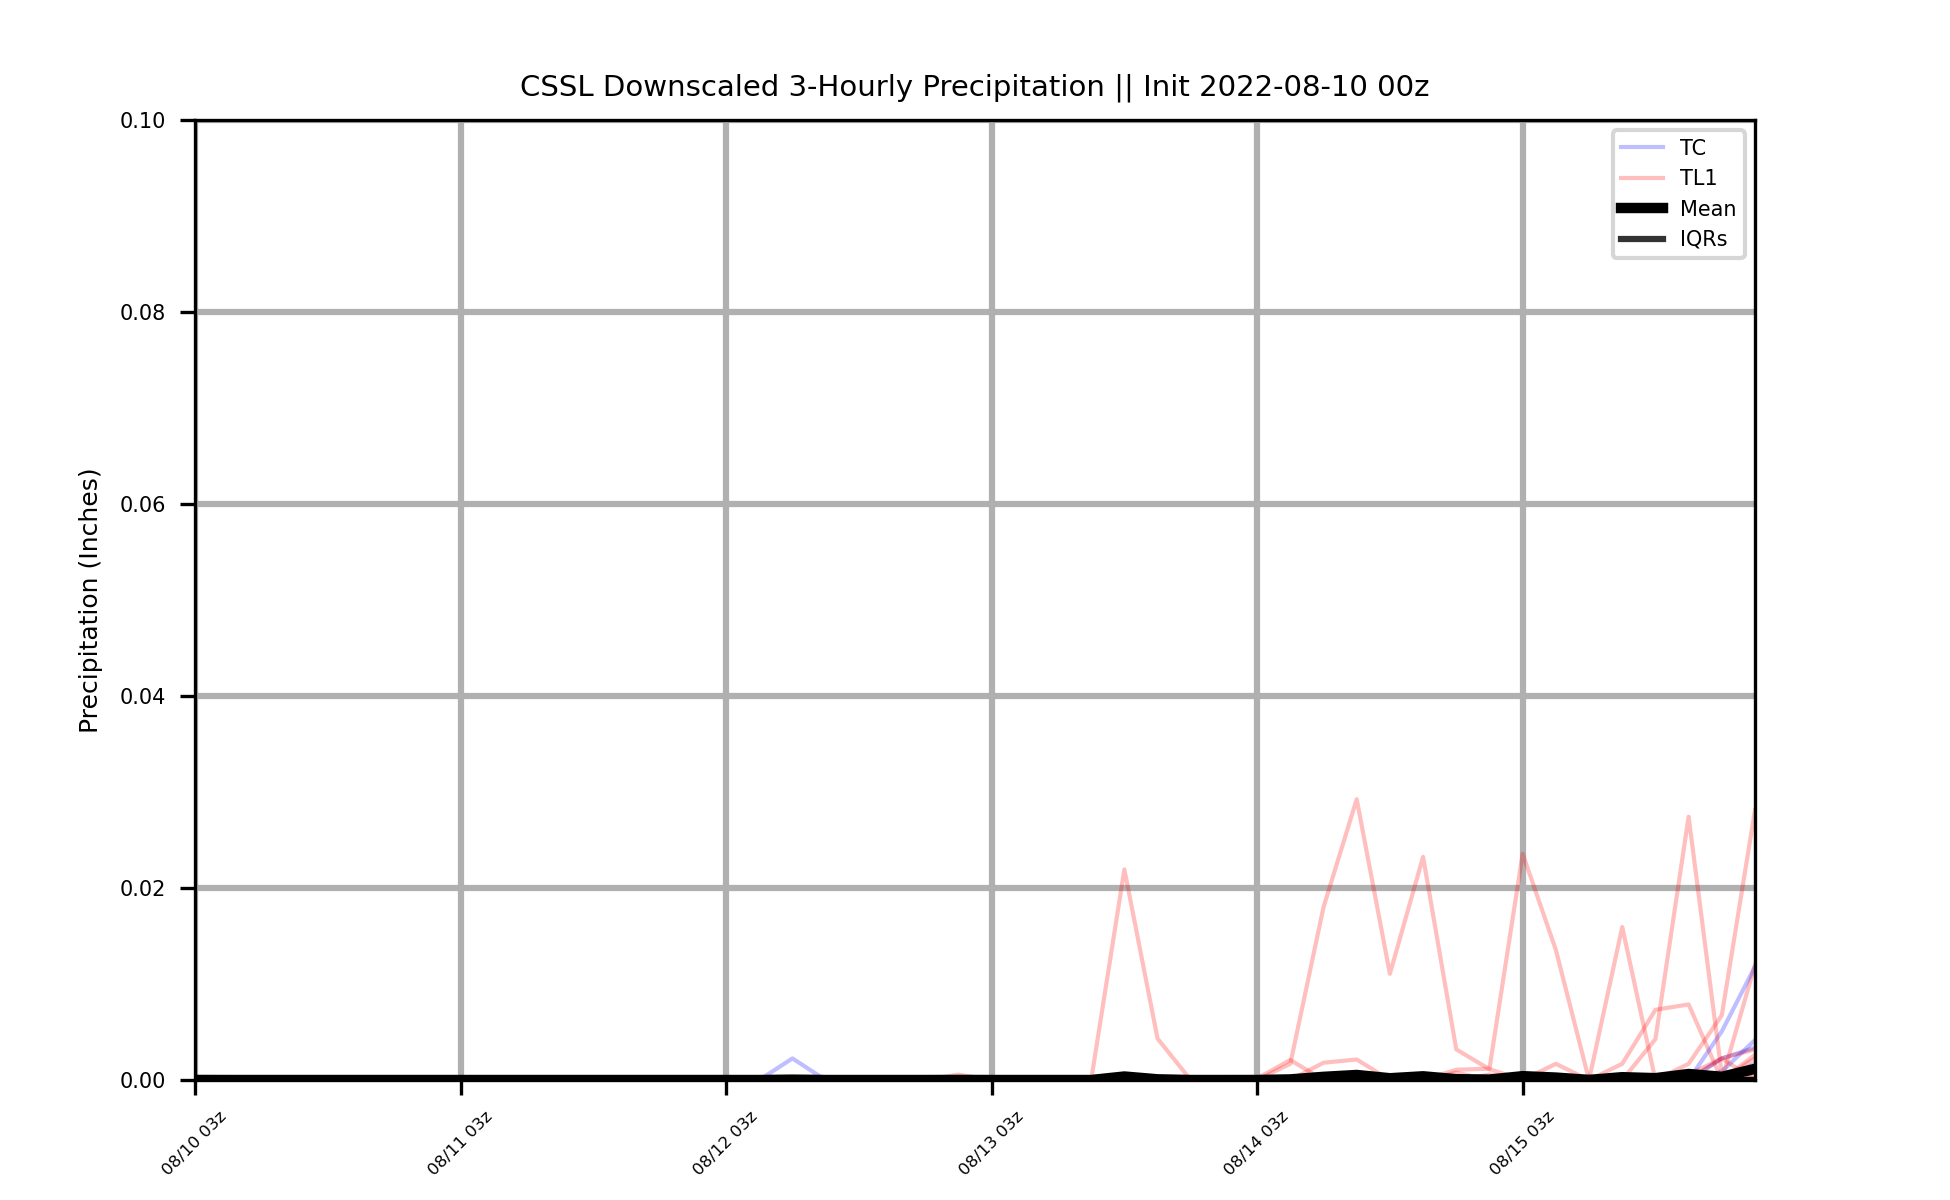 CSSL Downscaled 3-Hourly Precipitation || Init 2022-08-10 00z
TC
TL1
Mean
IQRs
Precipitation (Inches)
0.10
0.08
0.06
0.04
0.02
0.00
08/10 03z
08/11 03z
08/12 03z
08/13 03z
08/14 03z
08/15 03z